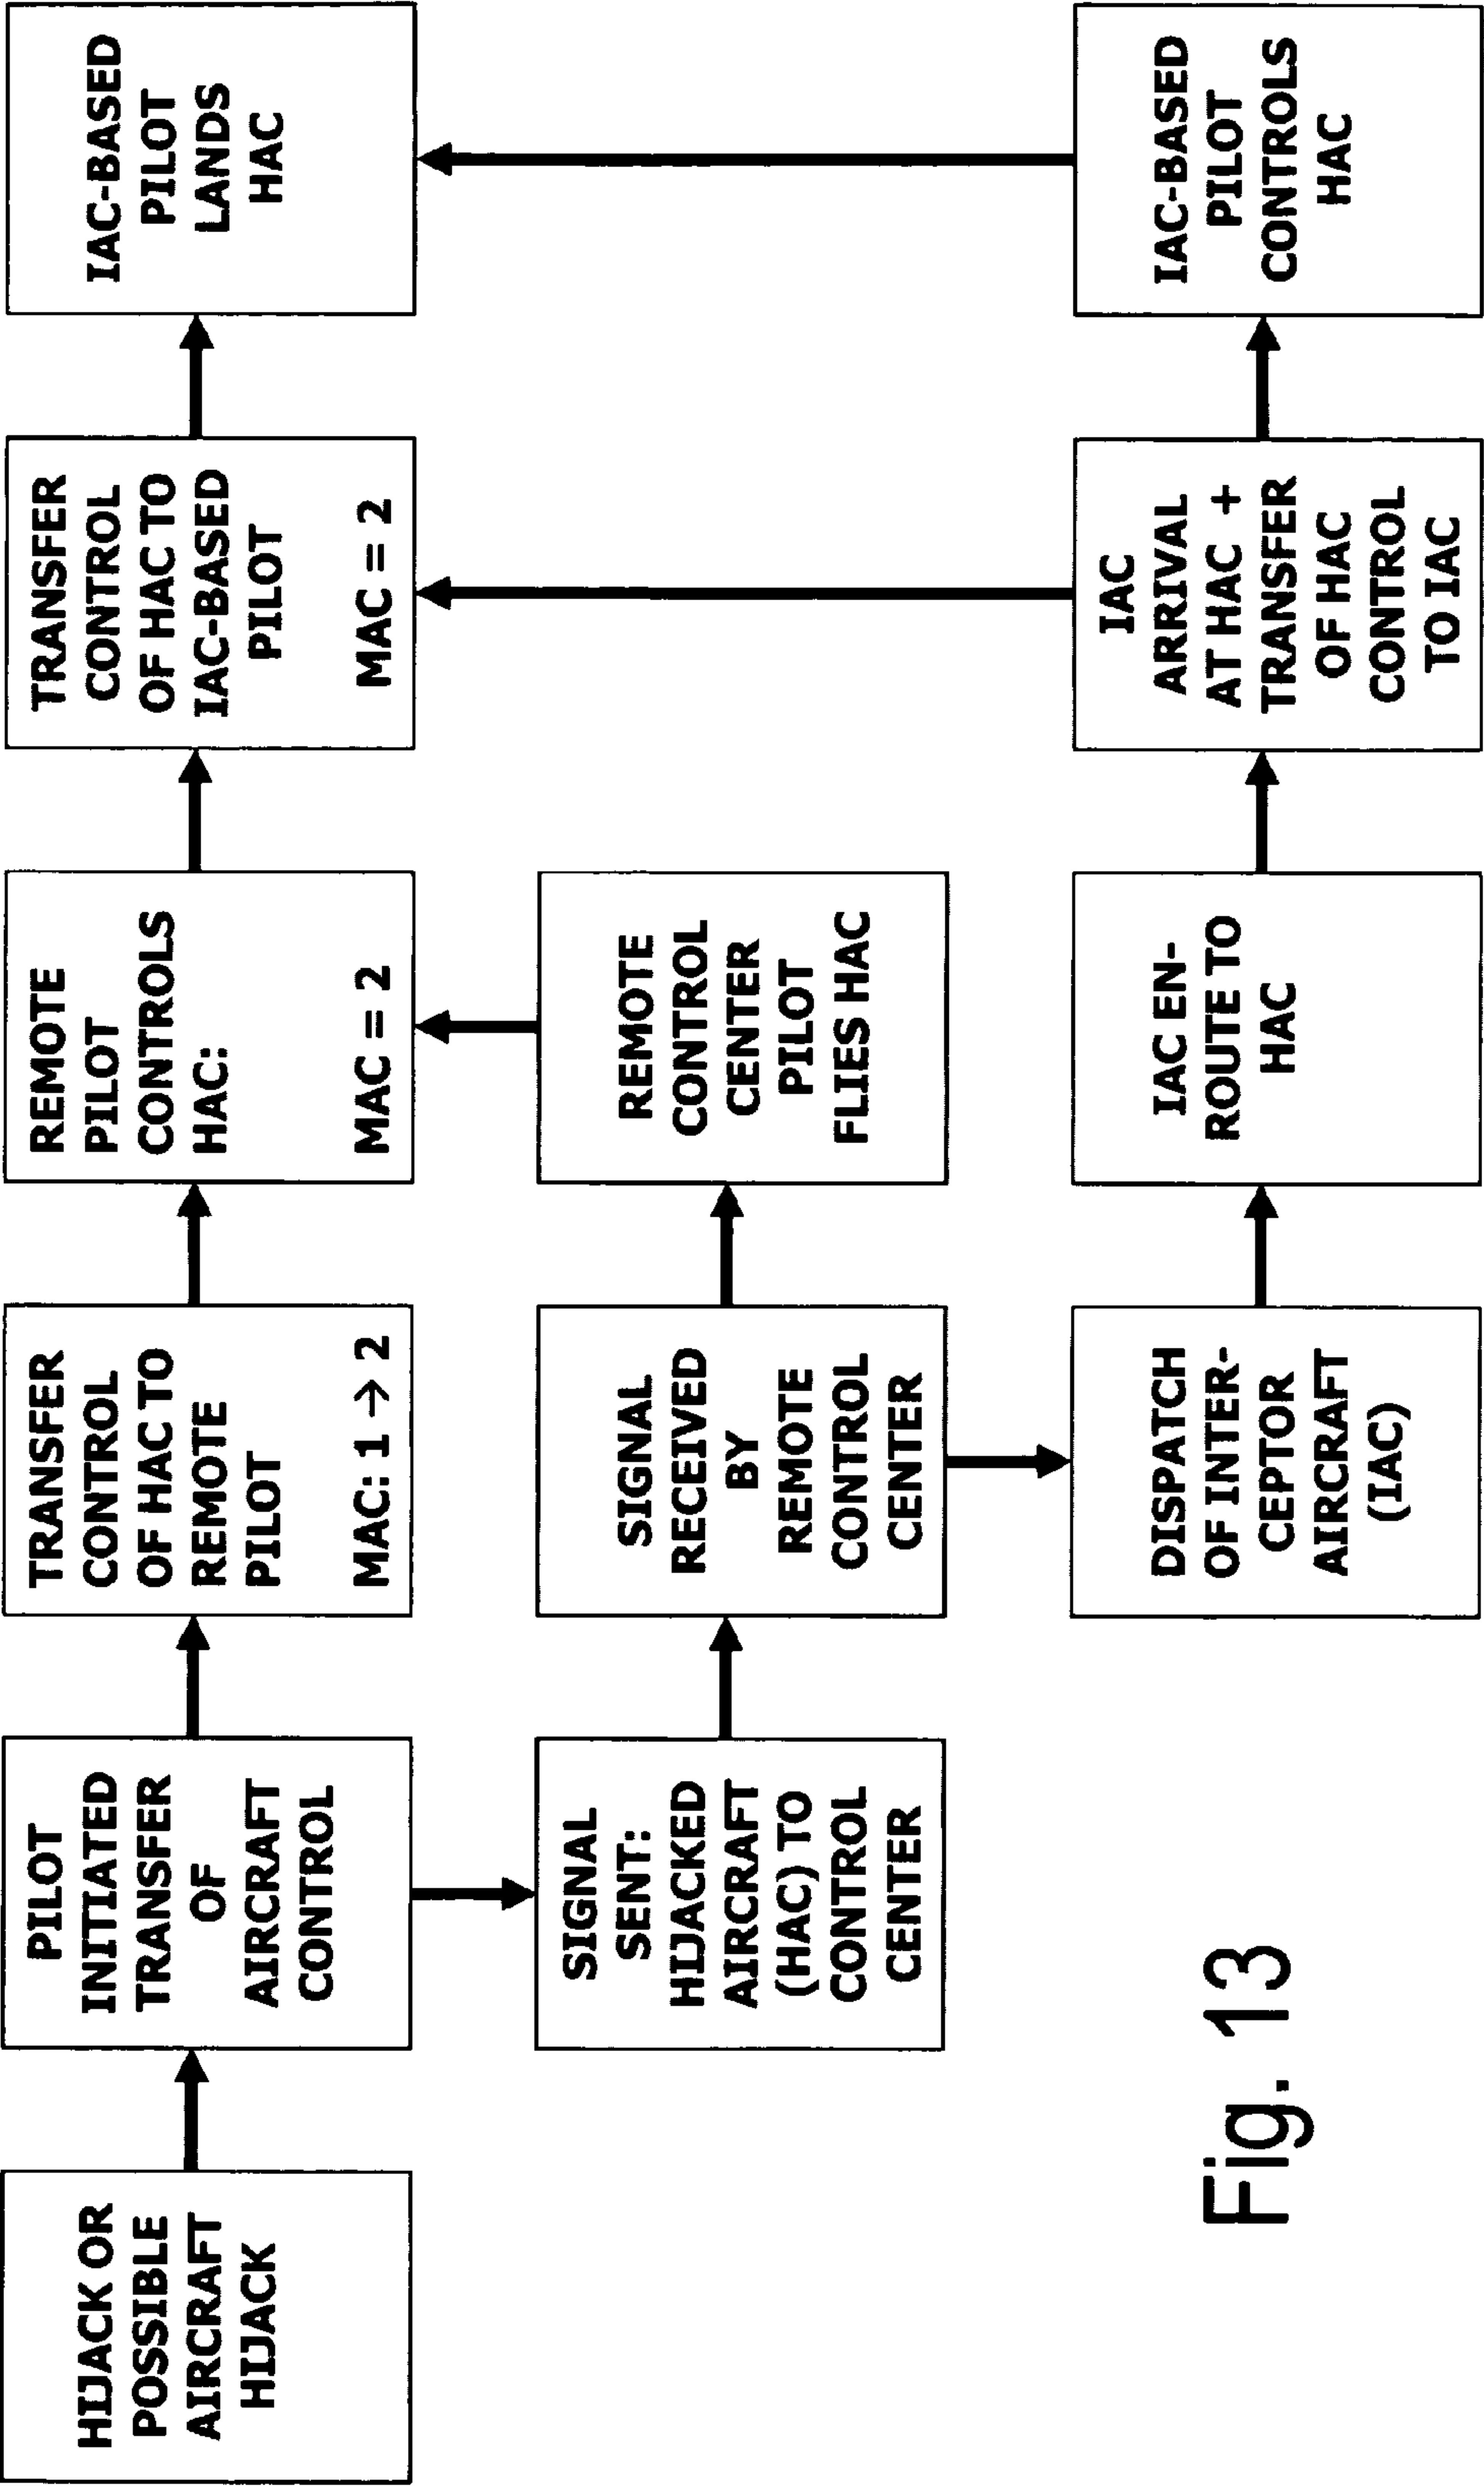 HIJACK OR
POSSIBLE
AIRCRAFT
HIJACK
PILOT
INITIATED
TRANSFER
OF
AIRCRAFT
CONTROL
TRANSFER
CONTROL
OF HAC TO
REMOTE
PILOT
MAC: 1 → 2
REMOTE
PILOT
CONTROLS
HAC:
MAC = 2
TRANSFER
CONTROL
OF HAC TO
IAC-BASED
PILOT
MAC = 2
IAC-BASED
PILOT
LANDS
HAC
SIGNAL
SENT:
HIJACKED
AIRCRAFT
(HAC) TO
CONTROL
CENTER
SIGNAL
RECEIVED
BY
REMOTE
CONTROL
CENTER
REMOTE
CONTROL
CENTER
PILOT
FLIES HAC
DISPATCH
OF INTER-
CEPTOR
AIRCRAFT
(IAC)
IAC EN-
ROUTE TO
HAC
IAC
ARRIVAL
AT HAC +
TRANSFER
OF HAC
CONTROL
TO IAC
IAC-BASED
PILOT
CONTROLS
HAC
Fig. 13